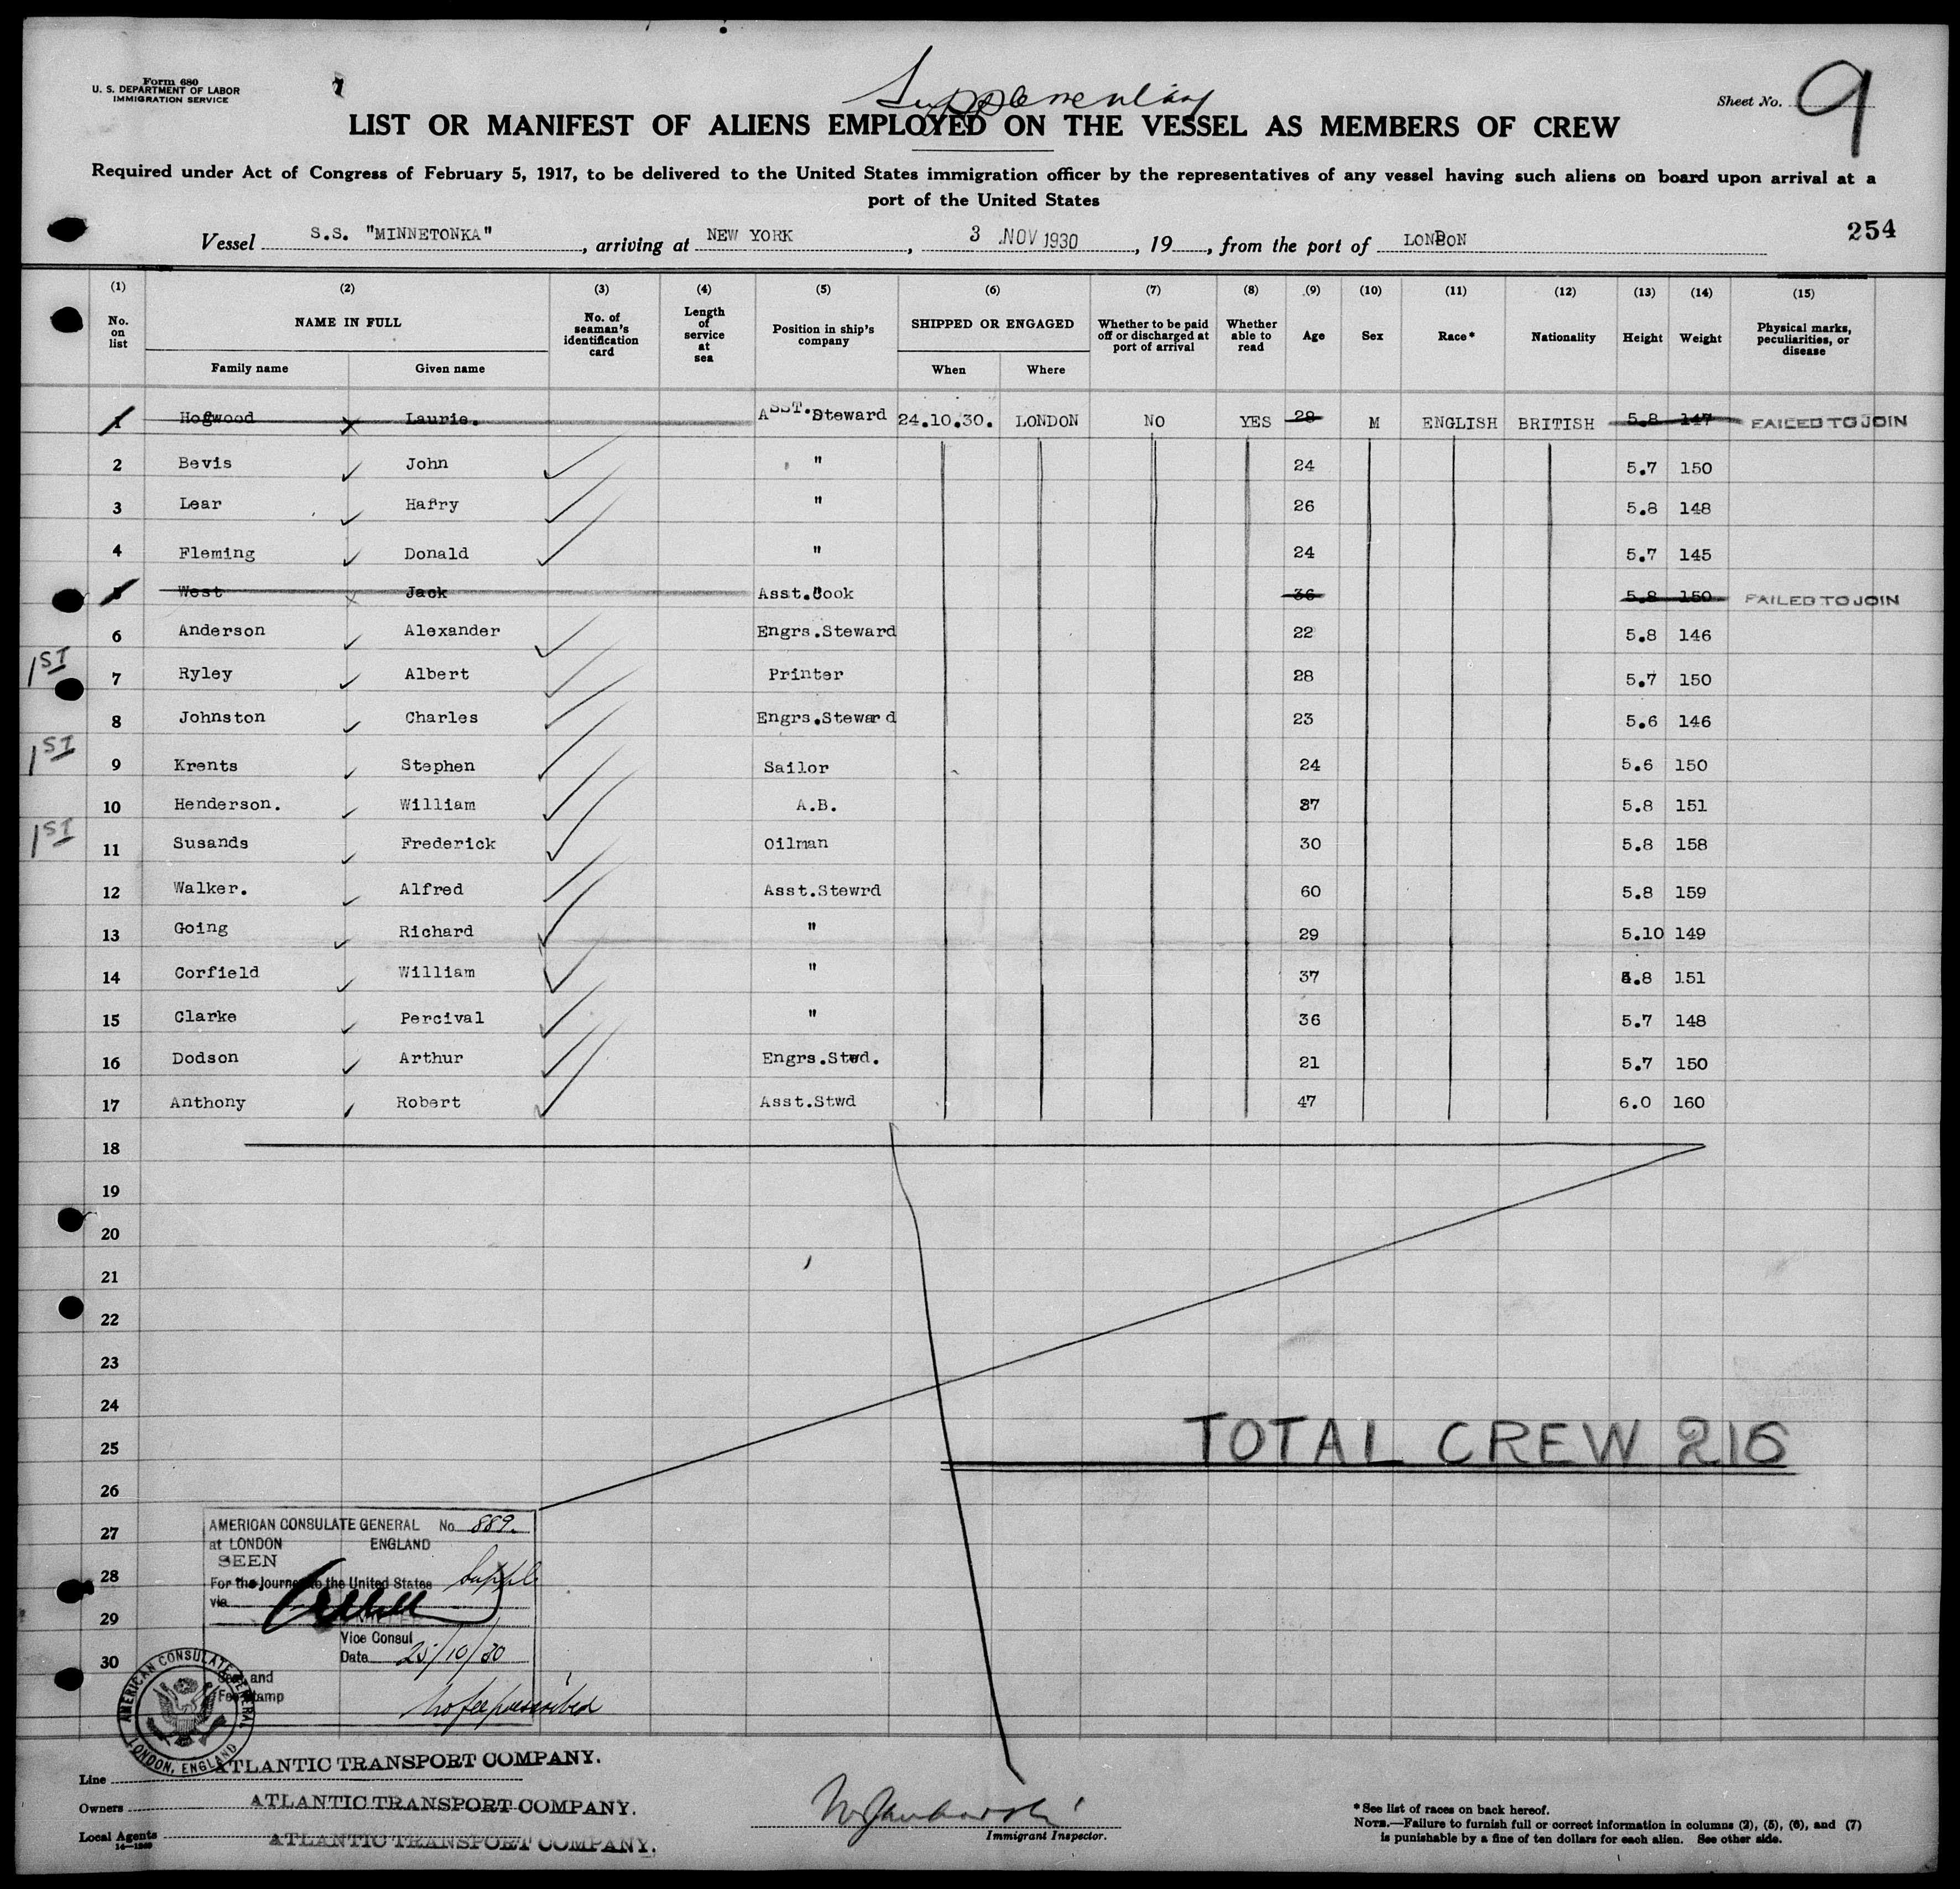 Form 680
U. S. DEPARTMENT OF LABOR
IMMIGRATION SERVICE
Supplementary
Sheet No. 9
LIST OR MANIFEST OF ALIENS EMPLOYED ON THE VESSEL AS MEMBERS OF CREW
Required under Act of Congress of February 5, 1917, to be delivered to the United States immigration officer by the representatives of any vessel having such aliens on board upon arrival at a
port of the United States
254
Vessel S.S. "MINNETONKA", arriving at NEW YORK, 3 NOV 1930, 19, from the port of LONDON
(1) (2) (3) (4) (5) (6) (7) (8) (9) (10) (11) (12) (13) (14) (15)
No. on list NAME IN FULL No. of seaman's identification card Length of service at sea Position in ship's company SHIPPED OR ENGAGED Whether to be paid off or discharged at port of arrival Whether able to read Age Sex Race* Nationality Height Weight Physical marks, peculiarities, or disease
Family name Given name When Where
1 Hogwood Laurie. ASST. Steward 24.10.30. LONDON NO YES 28 M ENGLISH BRITISH 5.8 147 FAILED TO JOIN
2 Bevis John " 24 5.7 150
3 Lear Harry " 26 5.8 148
4 Fleming Donald " 24 5.7 145
5 West Jack Asst.Cook 36 5.8 150 FAILED TO JOIN
6 Anderson Alexander Engrs.Steward 22 5.8 146
1ST 7 Ryley Albert Printer 28 5.7 150
8 Johnston Charles Engrs.Steward 23 5.6 146
1ST 9 Krents Stephen Sailor 24 5.6 150
10 Henderson. William A.B. 37 5.8 151
1ST 11 Susands Frederick Oilman 30 5.8 158
12 Walker. Alfred Asst.Stewrd 60 5.8 159
13 Going Richard " 29 5.10 149
14 Corfield William " 37 .8 151
15 Clarke Percival " 36 5.7 148
16 Dodson Arthur Engrs.Stwd. 21 5.7 150
17 Anthony Robert Asst.Stwd 47 6.0 160
18
19
20
21
22
23
24
TOTAL CREW 216
25
26
AMERICAN CONSULATE GENERAL No. 889.
27
at LONDON ENGLAND
SEEN
28
For the Journey to the United States Suppl
via
29
Vice Consul
Date 25/10/30
30
Seal and
Fee Stamp
No fee prescribed
AMERICAN CONSULATE GENERAL LONDON, ENGLAND
Line ATLANTIC TRANSPORT COMPANY.
Owners ATLANTIC TRANSPORT COMPANY.
Local Agents ATLANTIC TRANSPORT COMPANY.
14—1240
Immigrant Inspector.
* See list of races on back hereof.
NOTE.—Failure to furnish full or correct information in columns (2), (5), (6), and (7)
is punishable by a fine of ten dollars for each alien. See other side.